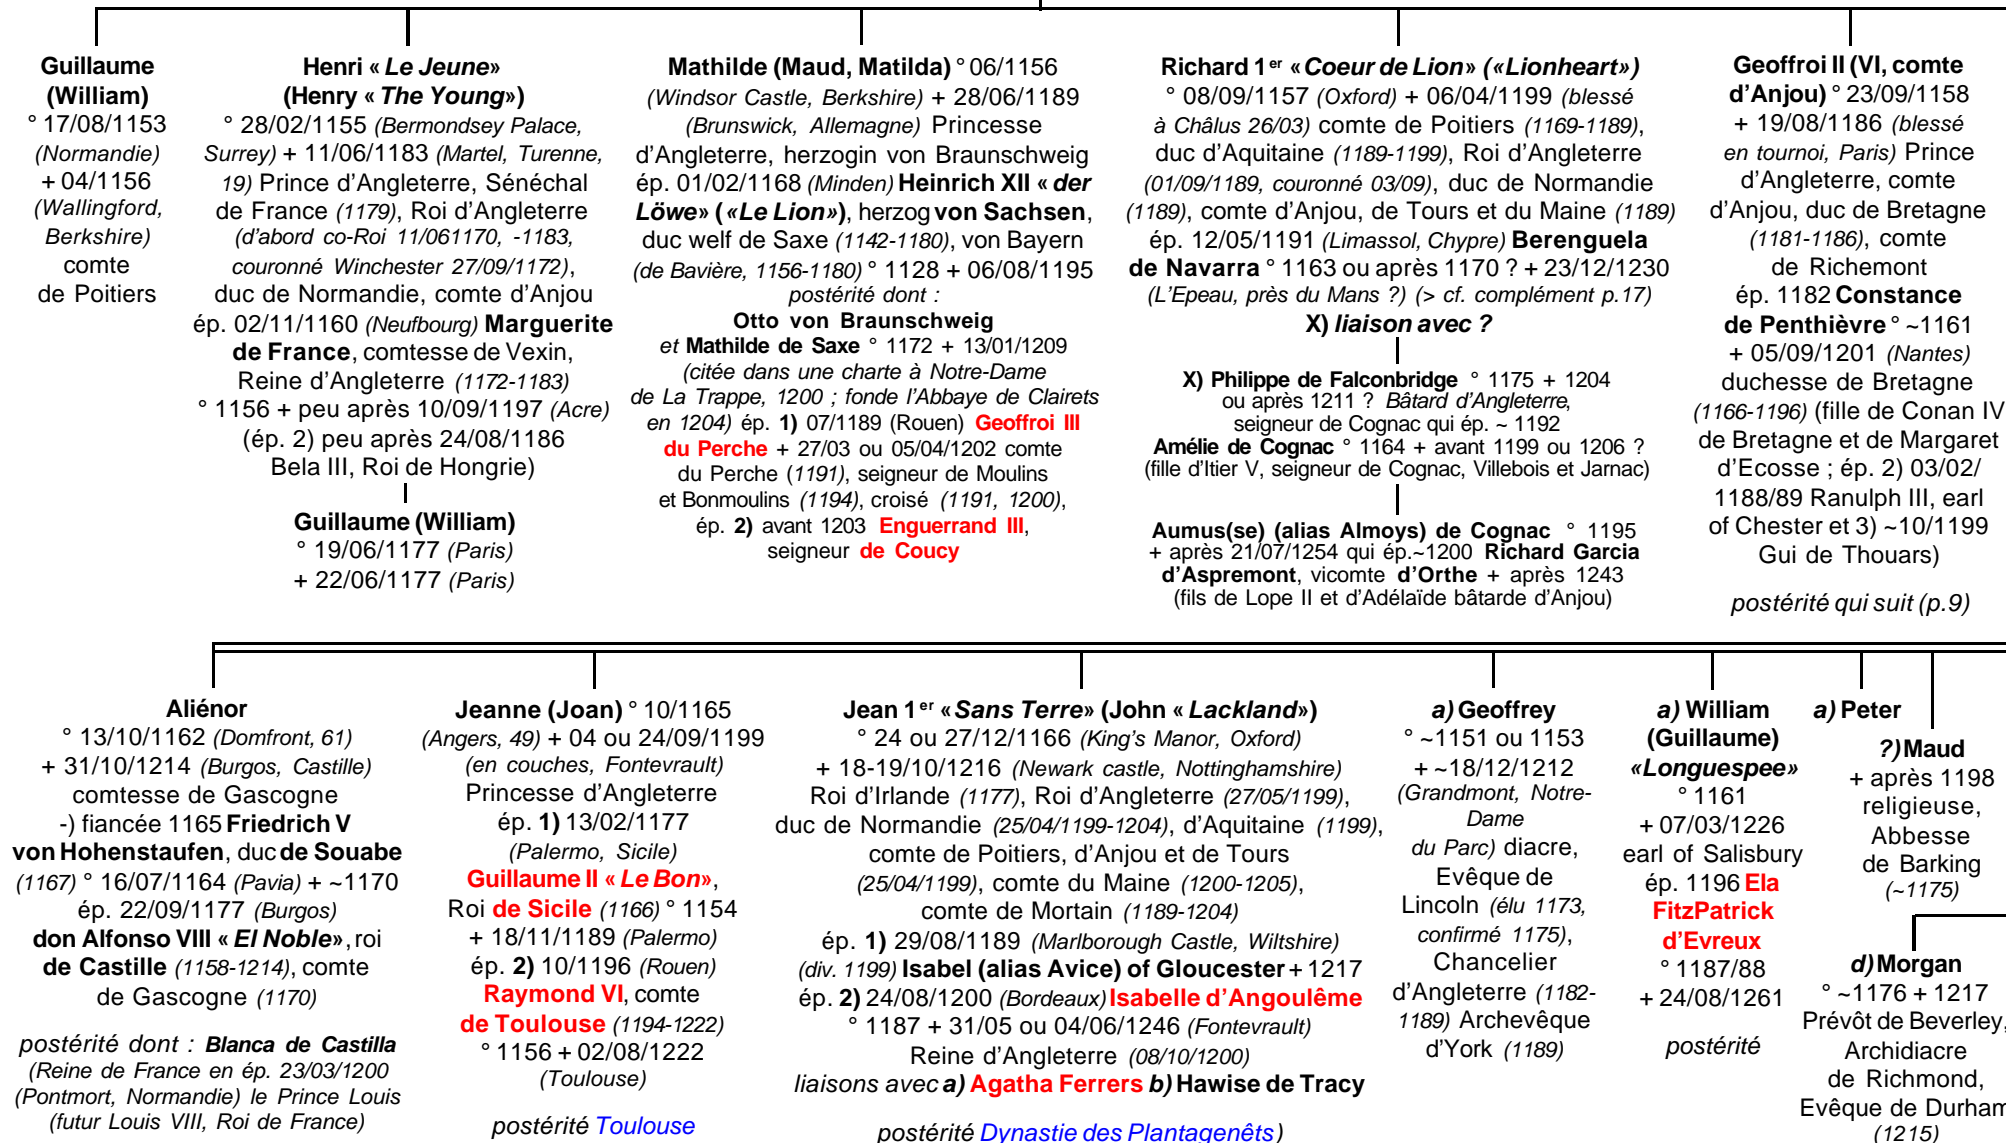 Guillaume
(William)
° 17/08/1153
(Normandie)
+ 04/1156
(Wallingford,
Berkshire)
comte
de Poitiers
Henri « Le Jeune»
(Henry « The Young»)
° 28/02/1155 (Bermondsey Palace,
Surrey) + 11/06/1183 (Martel, Turenne,
19) Prince d'Angleterre, Sénéchal
de France (1179), Roi d'Angleterre
(d'abord co-Roi 11/061170, -1183,
couronné Winchester 27/09/1172),
duc de Normandie, comte d'Anjou
ép. 02/11/1160 (Neufbourg) Marguerite
de France, comtesse de Vexin,
Reine d'Angleterre (1172-1183)
° 1156 + peu après 10/09/1197 (Acre)
(ép. 2) peu après 24/08/1186
Bela III, Roi de Hongrie)
Guillaume (William)
° 19/06/1177 (Paris)
+ 22/06/1177 (Paris)
Mathilde (Maud, Matilda) ° 06/1156
(Windsor Castle, Berkshire) + 28/06/1189
(Brunswick, Allemagne) Princesse
d'Angleterre, herzogin von Braunschweig
ép. 01/02/1168 (Minden) Heinrich XII « der
Löwe» («Le Lion»), herzog von Sachsen,
duc welf de Saxe (1142-1180), von Bayern
(de Bavière, 1156-1180) ° 1128 + 06/08/1195
postérité dont :
Otto von Braunschweig
et Mathilde de Saxe ° 1172 + 13/01/1209
(citée dans une charte à Notre-Dame
de La Trappe, 1200 ; fonde l'Abbaye de Clairets
en 1204) ép. 1) 07/1189 (Rouen) Geoffroi III
du Perche + 27/03 ou 05/04/1202 comte
du Perche (1191), seigneur de Moulins
et Bonmoulins (1194), croisé (1191, 1200),
ép. 2) avant 1203 Enguerrand III,
seigneur de Coucy
Richard 1er «Coeur de Lion» («Lionheart»)
° 08/09/1157 (Oxford) + 06/04/1199 (blessé
à Châlus 26/03) comte de Poitiers (1169-1189),
duc d'Aquitaine (1189-1199), Roi d'Angleterre
(01/09/1189, couronné 03/09), duc de Normandie
(1189), comte d'Anjou, de Tours et du Maine (1189)
ép. 12/05/1191 (Limassol, Chypre) Berenguela
de Navarra ° 1163 ou après 1170 ? + 23/12/1230
(L'Epeau, près du Mans ?) (> cf. complément p.17)
X) liaison avec ?
X) Philippe de Falconbridge ° 1175 + 1204
ou après 1211 ? Bâtard d'Angleterre,
seigneur de Cognac qui ép. ~ 1192
Amélie de Cognac ° 1164 + avant 1199 ou 1206 ?
(fille d'Itier V, seigneur de Cognac, Villebois et Jarnac)
Aumus(se) (alias Almoys) de Cognac ° 1195
+ après 21/07/1254 qui ép.~1200 Richard Garcia
d'Aspremont, vicomte d'Orthe + après 1243
(fils de Lope II et d'Adélaïde bâtarde d'Anjou)
Geoffroi II (VI, comte
d'Anjou) ° 23/09/1158
+ 19/08/1186 (blessé
en tournoi, Paris) Prince
d'Angleterre, comte
d'Anjou, duc de Bretagne
(1181-1186), comte
de Richemont
ép. 1182 Constance
de Penthièvre ° ~1161
+ 05/09/1201 (Nantes)
duchesse de Bretagne
(1166-1196) (fille de Conan IV
de Bretagne et de Margaret
d'Ecosse ; ép. 2) 03/02/
1188/89 Ranulph III, earl
of Chester et 3) ~10/1199
Gui de Thouars)
postérité qui suit (p.9)
Aliénor
° 13/10/1162 (Domfront, 61)
+ 31/10/1214 (Burgos, Castille)
comtesse de Gascogne
-) fiancée 1165 Friedrich V
von Hohenstaufen, duc de Souabe
(1167) ° 16/07/1164 (Pavia) + ~1170
ép. 22/09/1177 (Burgos)
don Alfonso VIII « El Noble», roi
de Castille (1158-1214), comte
de Gascogne (1170)
postérité dont : Blanca de Castilla
(Reine de France en ép. 23/03/1200
(Pontmort, Normandie) le Prince Louis
(futur Louis VIII, Roi de France)
Jeanne (Joan) ° 10/1165
(Angers, 49) + 04 ou 24/09/1199
(en couches, Fontevrault)
Princesse d'Angleterre
ép. 1) 13/02/1177
(Palermo, Sicile)
Guillaume II « Le Bon»,
Roi de Sicile (1166) ° 1154
+ 18/11/1189 (Palermo)
ép. 2) 10/1196 (Rouen)
Raymond VI, comte
de Toulouse (1194-1222)
° 1156 + 02/08/1222
(Toulouse)
postérité Toulouse
Jean 1er «Sans Terre» (John « Lackland»)
° 24 ou 27/12/1166 (King's Manor, Oxford)
+ 18-19/10/1216 (Newark castle, Nottinghamshire)
Roi d'Irlande (1177), Roi d'Angleterre (27/05/1199),
duc de Normandie (25/04/1199-1204), d'Aquitaine (1199),
comte de Poitiers, d'Anjou et de Tours
(25/04/1199), comte du Maine (1200-1205),
comte de Mortain (1189-1204)
ép. 1) 29/08/1189 (Marlborough Castle, Wiltshire)
(div. 1199) Isabel (alias Avice) of Gloucester + 1217
ép. 2) 24/08/1200 (Bordeaux) Isabelle d'Angoulême
° 1187 + 31/05 ou 04/06/1246 (Fontevrault)
Reine d'Angleterre (08/10/1200)
liaisons avec a) Agatha Ferrers b) Hawise de Tracy
postérité Dynastie des Plantagenêts)
a) Geoffrey
° ~1151 ou 1153
+ ~18/12/1212
(Grandmont, Notre-
Dame
du Parc) diacre,
Evêque de
Lincoln (élu 1173,
confirmé 1175),
Chancelier
d'Angleterre (1182-
1189) Archevêque
d'York (1189)
a) William
(Guillaume)
«Longuespee»
° 1161
+ 07/03/1226
earl of Salisbury
ép. 1196 Ela
FitzPatrick
d'Evreux
° 1187/88
+ 24/08/1261
postérité
a) Peter
?) Maud
+ après 1198
religieuse,
Abbesse
de Barking
(~1175)
d) Morgan
° ~1176 + 1217
Prévôt de Beverley,
Archidiacre
de Richmond,
Evêque de Durham
(1215)